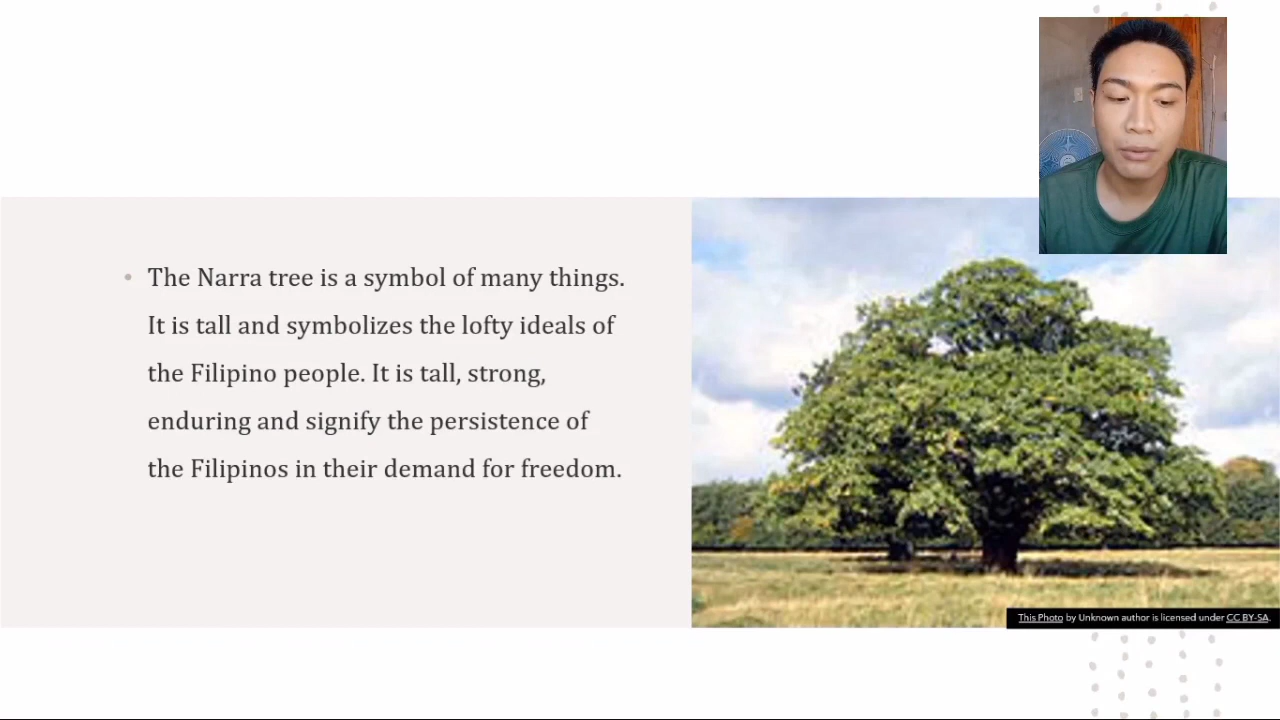 The Narra tree is a symbol of many things.
It is tall and symbolizes the lofty ideals of
the Filipino people. It is tall, strong,
enduring and signify the persistence of
the Filipinos in their demand for freedom.
This Photo by Unknown author is licensed under CC BY-SA.